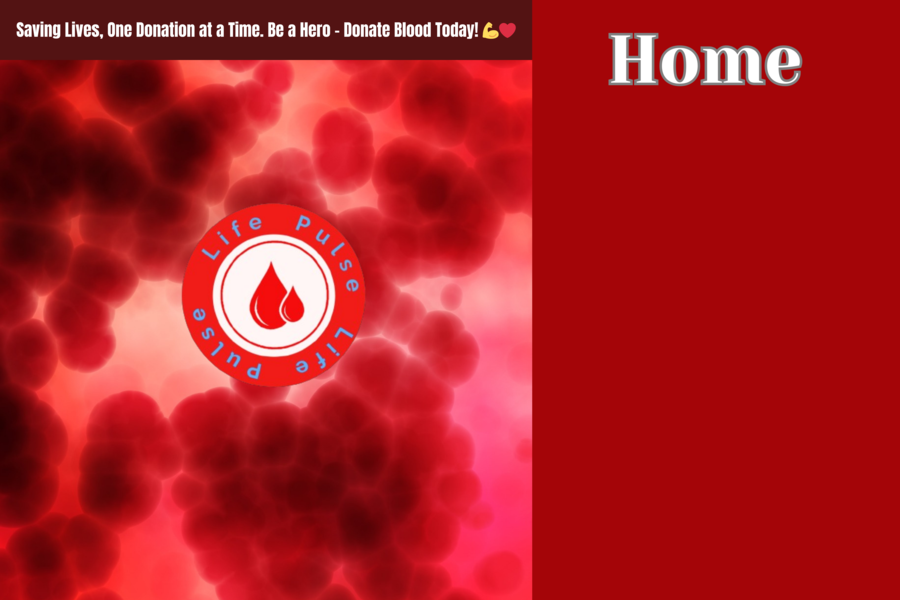 Saving Lives, One Donation at a Time. Be a Hero - Donate Blood Today! 💪❤️
Home
Life Pulse
Life Pulse